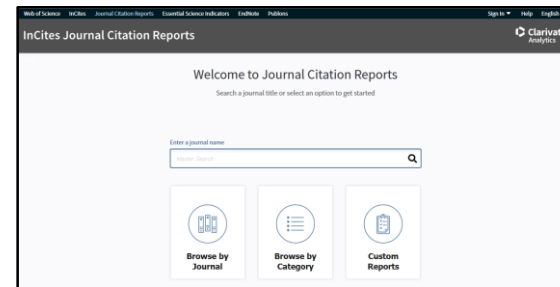 Web of Science InCites Journal Citation Reports Essential Science Indicators EndNote Publons Sign In Help English
InCites Journal Citation Reports Clarivat
Analytics
Welcome to Journal Citation Reports
Search a journal title or select an option to get started
Enter a journal name
Master Search
Browse by Journal
Browse by Category
Custom Reports